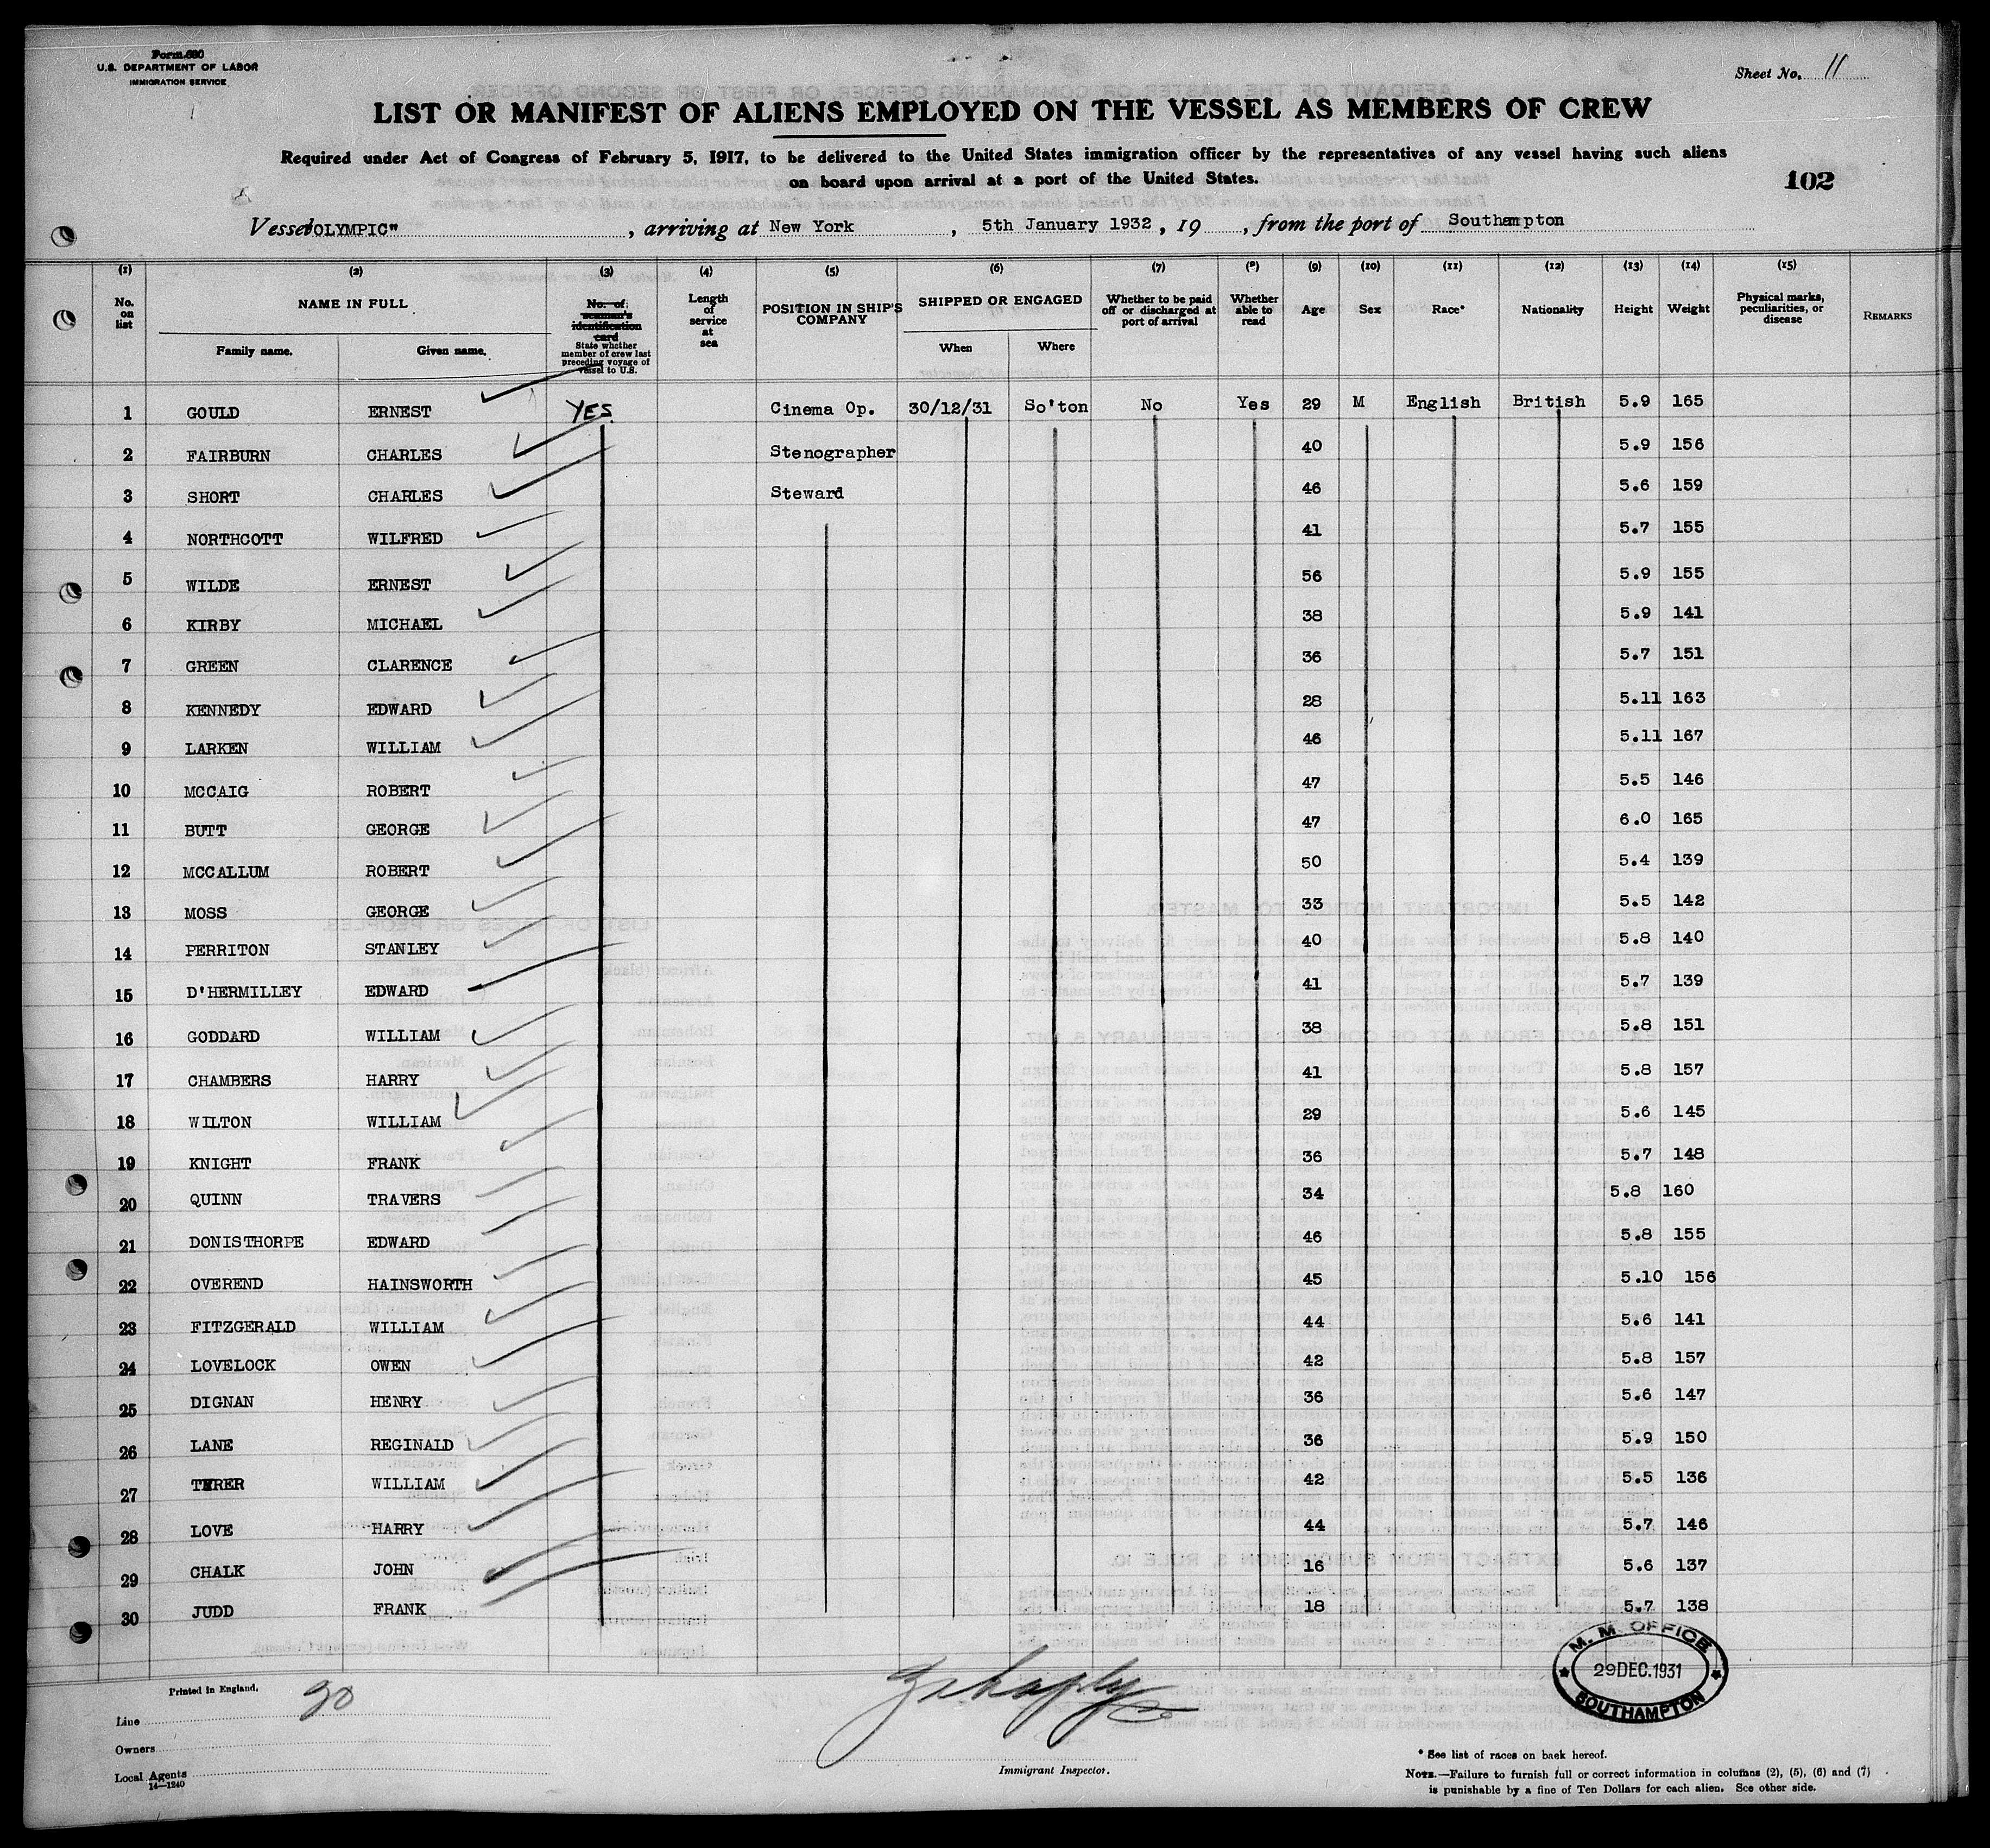 Form 680
U.S. DEPARTMENT OF LABOR
IMMIGRATION SERVICE
Sheet No. 11
LIST OR MANIFEST OF ALIENS EMPLOYED ON THE VESSEL AS MEMBERS OF CREW
Required under Act of Congress of February 5, 1917, to be delivered to the United States immigration officer by the representatives of any vessel having such aliens
on board upon arrival at a port of the United States.
102
Vessel "OLYMPIC", arriving at New York, 5th January 1932, 19, from the port of Southampton
(1) (2) (3) (4) (5) (6) (7) (8) (9) (10) (11) (12) (13) (14) (15)
No. on list NAME IN FULL Family name. Given name. No. of seaman's identification card State whether member of crew last preceding voyage of vessel to U.S. Length of service at sea POSITION IN SHIP'S COMPANY SHIPPED OR ENGAGED When Where Whether to be paid off or discharged at port of arrival Whether able to read Age Sex Race* Nationality Height Weight Physical marks, peculiarities, or disease REMARKS
1 GOULD ERNEST YES Cinema Op. 30/12/31 So'ton No Yes 29 M English British 5.9 165
2 FAIRBURN CHARLES Stenographer 40 5.9 156
3 SHORT CHARLES Steward 46 5.6 159
4 NORTHCOTT WILFRED 41 5.7 155
5 WILDE ERNEST 56 5.9 155
6 KIRBY MICHAEL 38 5.9 141
7 GREEN CLARENCE 36 5.7 151
8 KENNEDY EDWARD 28 5.11 163
9 LARKEN WILLIAM 46 5.11 167
10 MCCAIG ROBERT 47 5.5 146
11 BUTT GEORGE 47 6.0 165
12 MCCALLUM ROBERT 50 5.4 139
13 MOSS GEORGE 33 5.5 142
14 PERRITON STANLEY 40 5.8 140
15 D'HERMILLEY EDWARD 41 5.7 139
16 GODDARD WILLIAM 38 5.8 151
17 CHAMBERS HARRY 41 5.8 157
18 WILTON WILLIAM 29 5.6 145
19 KNIGHT FRANK 36 5.7 148
20 QUINN TRAVERS 34 5.8 160
21 DONISTHORPE EDWARD 46 5.8 155
22 OVEREND HAINSWORTH 45 5.10 156
23 FITZGERALD WILLIAM 44 5.6 141
24 LOVELOCK OWEN 42 5.8 157
25 DIGNAN HENRY 36 5.6 147
26 LANE REGINALD 36 5.9 150
27 WILLIAM 42 5.5 136
28 LOVE HARRY 44 5.7 146
29 CHALK JOHN 16 5.6 137
30 JUDD FRANK 18 5.7 138
M. M. OFFICE
29 DEC. 1931
SOUTHAMPTON
Printed in England.
30
Line
Owners
Local Agents
14—1240
Immigrant Inspector.
* See list of races on back hereof.
NOTE.—Failure to furnish full or correct information in columns (2), (5), (6) and (7)
is punishable by a fine of Ten Dollars for each alien. See other side.